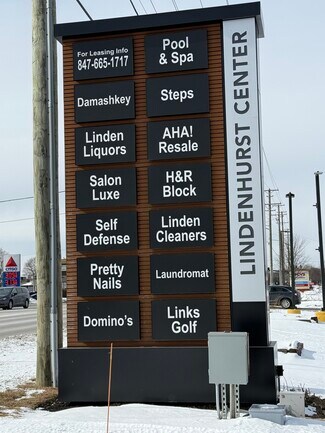 For Leasing Info
847-665-1717
Pool
& Spa
Damashkey
Steps
Linden
Liquors
AHA!
Resale
Salon
Luxe
H&R
Block
Self
Defense
Linden
Cleaners
Pretty
Nails
Laundromat
Domino's
Links
Golf
LINDENHURST CENTER